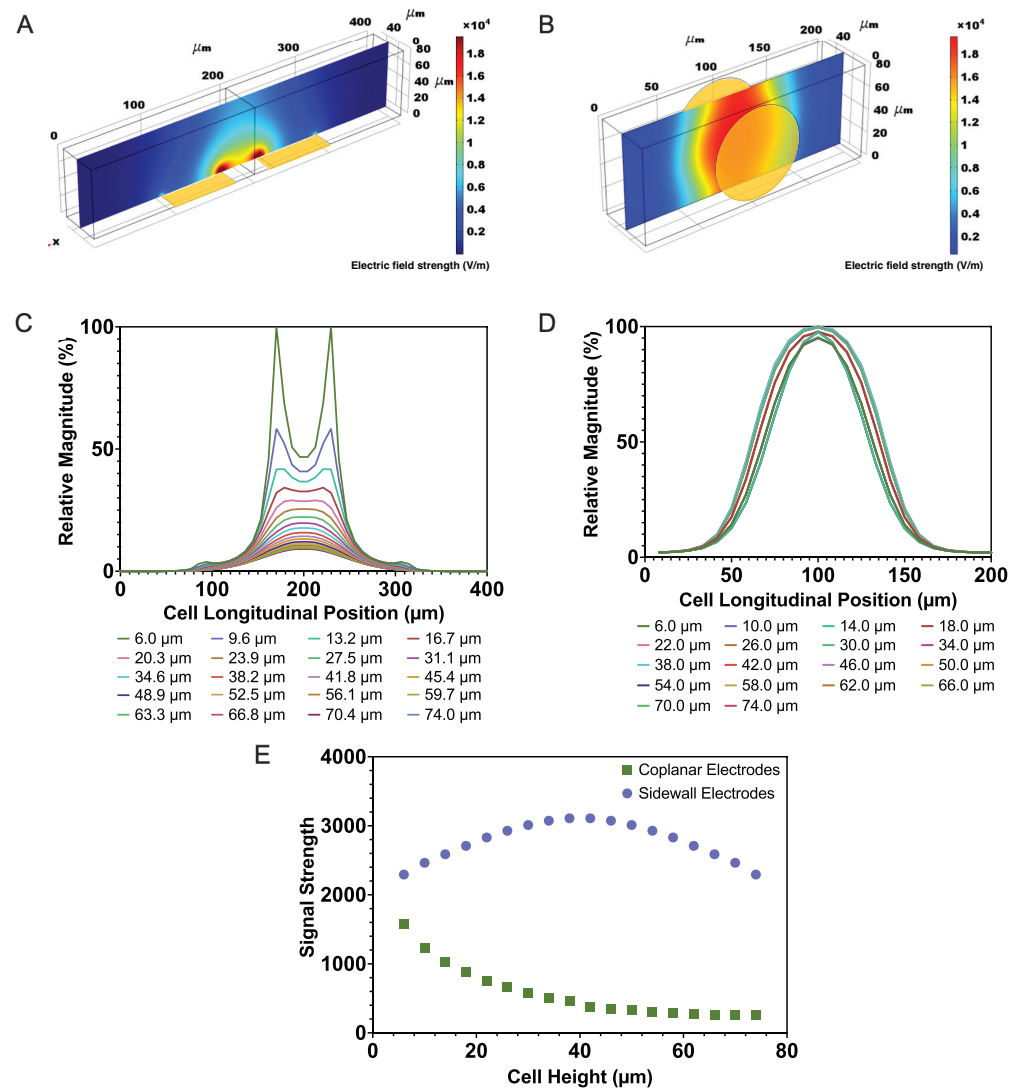 A
B
μm
400
μm
40
0
80
60 μm
40
20
0
300
200
100
0
x
×10⁴
1.8
1.6
1.4
1.2
1
0.8
0.6
0.4
0.2
Electric field strength (V/m)
μm
200
μm
40
0
80
60
40 μm
20
0
150
100
50
0
×10⁴
1.8
1.6
1.4
1.2
1
0.8
0.6
0.4
0.2
Electric field strength (V/m)
C
100
50
0
Relative Magnitude (%)
0 100 200 300 400
Cell Longitudinal Position (μm)
6.0 μm 9.6 μm 13.2 μm 16.7 μm
20.3 μm 23.9 μm 27.5 μm 31.1 μm
34.6 μm 38.2 μm 41.8 μm 45.4 μm
48.9 μm 52.5 μm 56.1 μm 59.7 μm
63.3 μm 66.8 μm 70.4 μm 74.0 μm
D
100
50
0
Relative Magnitude (%)
0 50 100 150 200
Cell Longitudinal Position (μm)
6.0 μm 10.0 μm 14.0 μm 18.0 μm
22.0 μm 26.0 μm 30.0 μm 34.0 μm
38.0 μm 42.0 μm 46.0 μm 50.0 μm
54.0 μm 58.0 μm 62.0 μm 66.0 μm
70.0 μm 74.0 μm
E
4000
3000
2000
1000
0
Signal Strength
Coplanar Electrodes
Sidewall Electrodes
0 20 40 60 80
Cell Height (μm)